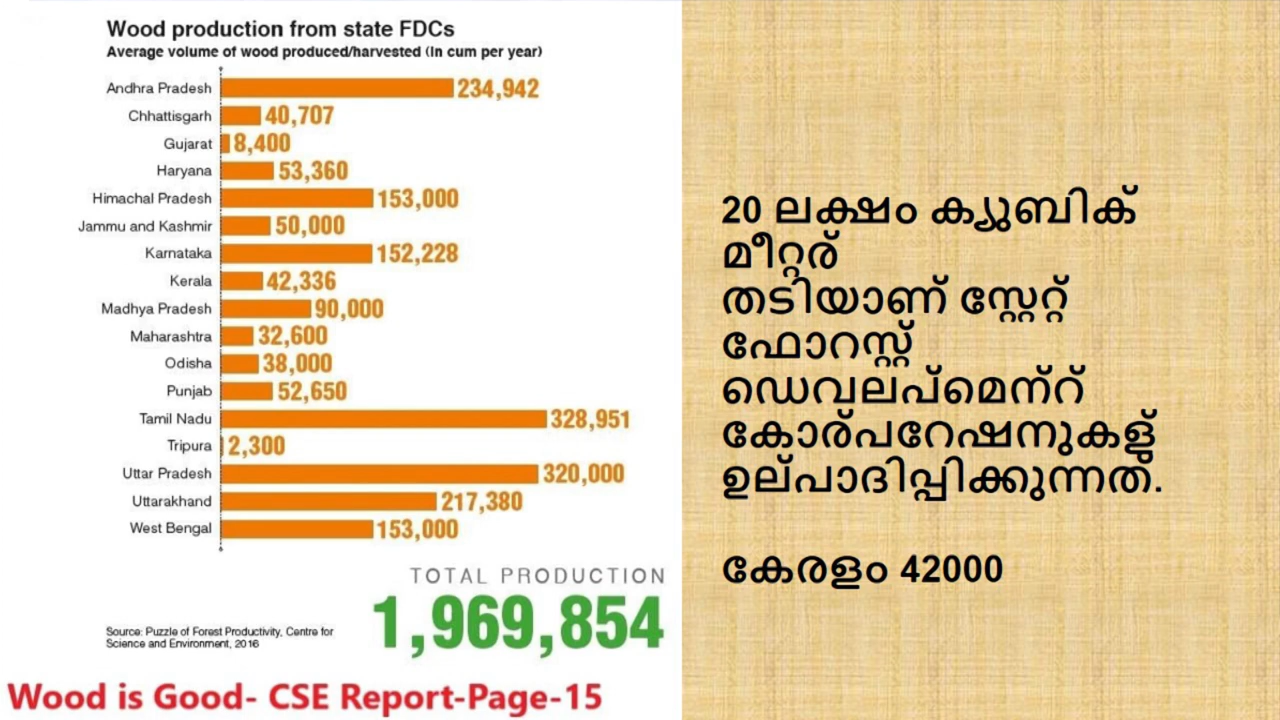 Wood production from state FDCs
Average volume of wood produced/harvested (in cum per year)
Andhra Pradesh 234,942
Chhattisgarh 40,707
Gujarat 8,400
Haryana 53,360
Himachal Pradesh 153,000
Jammu and Kashmir 50,000
Karnataka 152,228
Kerala 42,336
Madhya Pradesh 90,000
Maharashtra 32,600
Odisha 38,000
Punjab 52,650
Tamil Nadu 328,951
Tripura 2,300
Uttar Pradesh 320,000
Uttarakhand 217,380
West Bengal 153,000
TOTAL PRODUCTION
1,969,854
Source: Puzzle of Forest Productivity, Centre for
Science and Environment, 2016
Wood is Good- CSE Report-Page-15
20 ലക്ഷം ക്യുബിക്
മീറ്റര്
തടിയാണ് സ്റ്റേറ്റ്
ഫോറസ്റ്റ്
ഡെവലപ്മെന്റ്
കോര്പറേഷനുകള്
ഉല്പാദിപ്പിക്കുന്നത്.
കേരളം 42000